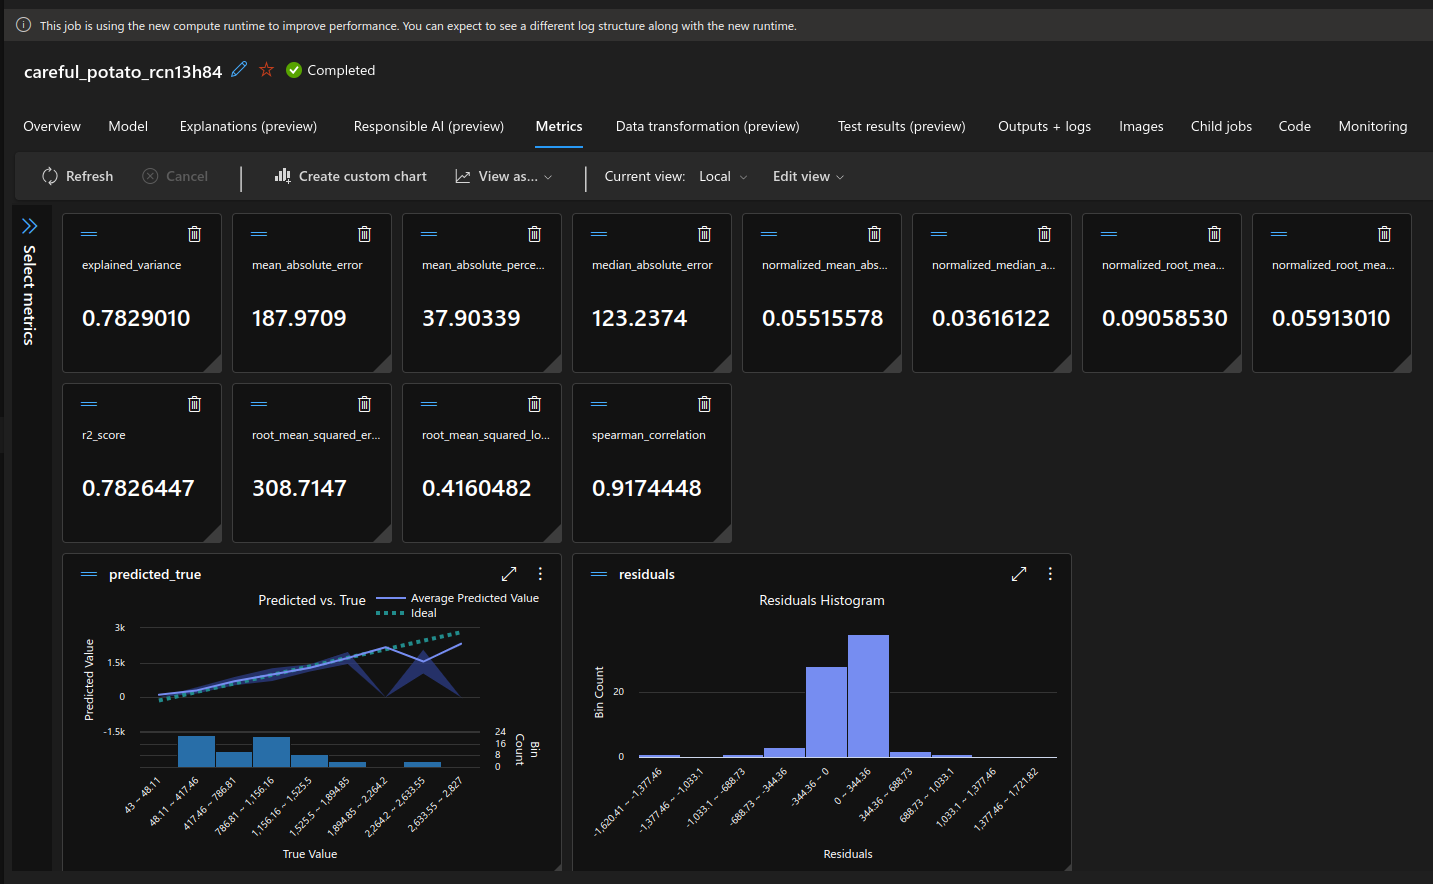 This job is using the new compute runtime to improve performance. You can expect to see a different log structure along with the new runtime.
careful_potato_rcn13h84 Completed
Overview Model Explanations (preview) Responsible AI (preview) Metrics Data transformation (preview) Test results (preview) Outputs + logs Images Child jobs Code Monitoring
Refresh Cancel Create custom chart View as... Current view: Local Edit view
Select metrics
explained_variance mean_absolute_error mean_absolute_perce... median_absolute_error normalized_mean_abs... normalized_median_a... normalized_root_mea... normalized_root_mea...
0.7829010 187.9709 37.90339 123.2374 0.05515578 0.03616122 0.09058530 0.05913010
r2_score root_mean_squared_er... root_mean_squared_lo... spearman_correlation
0.7826447 308.7147 0.4160482 0.9174448
predicted_true
Predicted vs. True
Average Predicted Value
Ideal
Predicted Value
3k
1.5k
0
-1.5k
24
16
8
0
Bin Count
43 ~ 48.11
48.11 ~ 417.46
417.46 ~ 786.81
786.81 ~ 1,156.16
1,156.16 ~ 1,525.5
1,525.5 ~ 1,894.85
1,894.85 ~ 2,264.2
2,264.2 ~ 2,633.55
2,633.55 ~ 2,827
True Value
residuals
Residuals Histogram
Bin Count
20
0
-1,620.41 ~ -1,377.46
-1,377.46 ~ -1,033.1
-1,033.1 ~ -688.73
-688.73 ~ -344.36
-344.36 ~ 0
0 ~ 344.36
344.36 ~ 688.73
688.73 ~ 1,033.1
1,033.1 ~ 1,377.46
1,377.46 ~ 1,721.82
Residuals